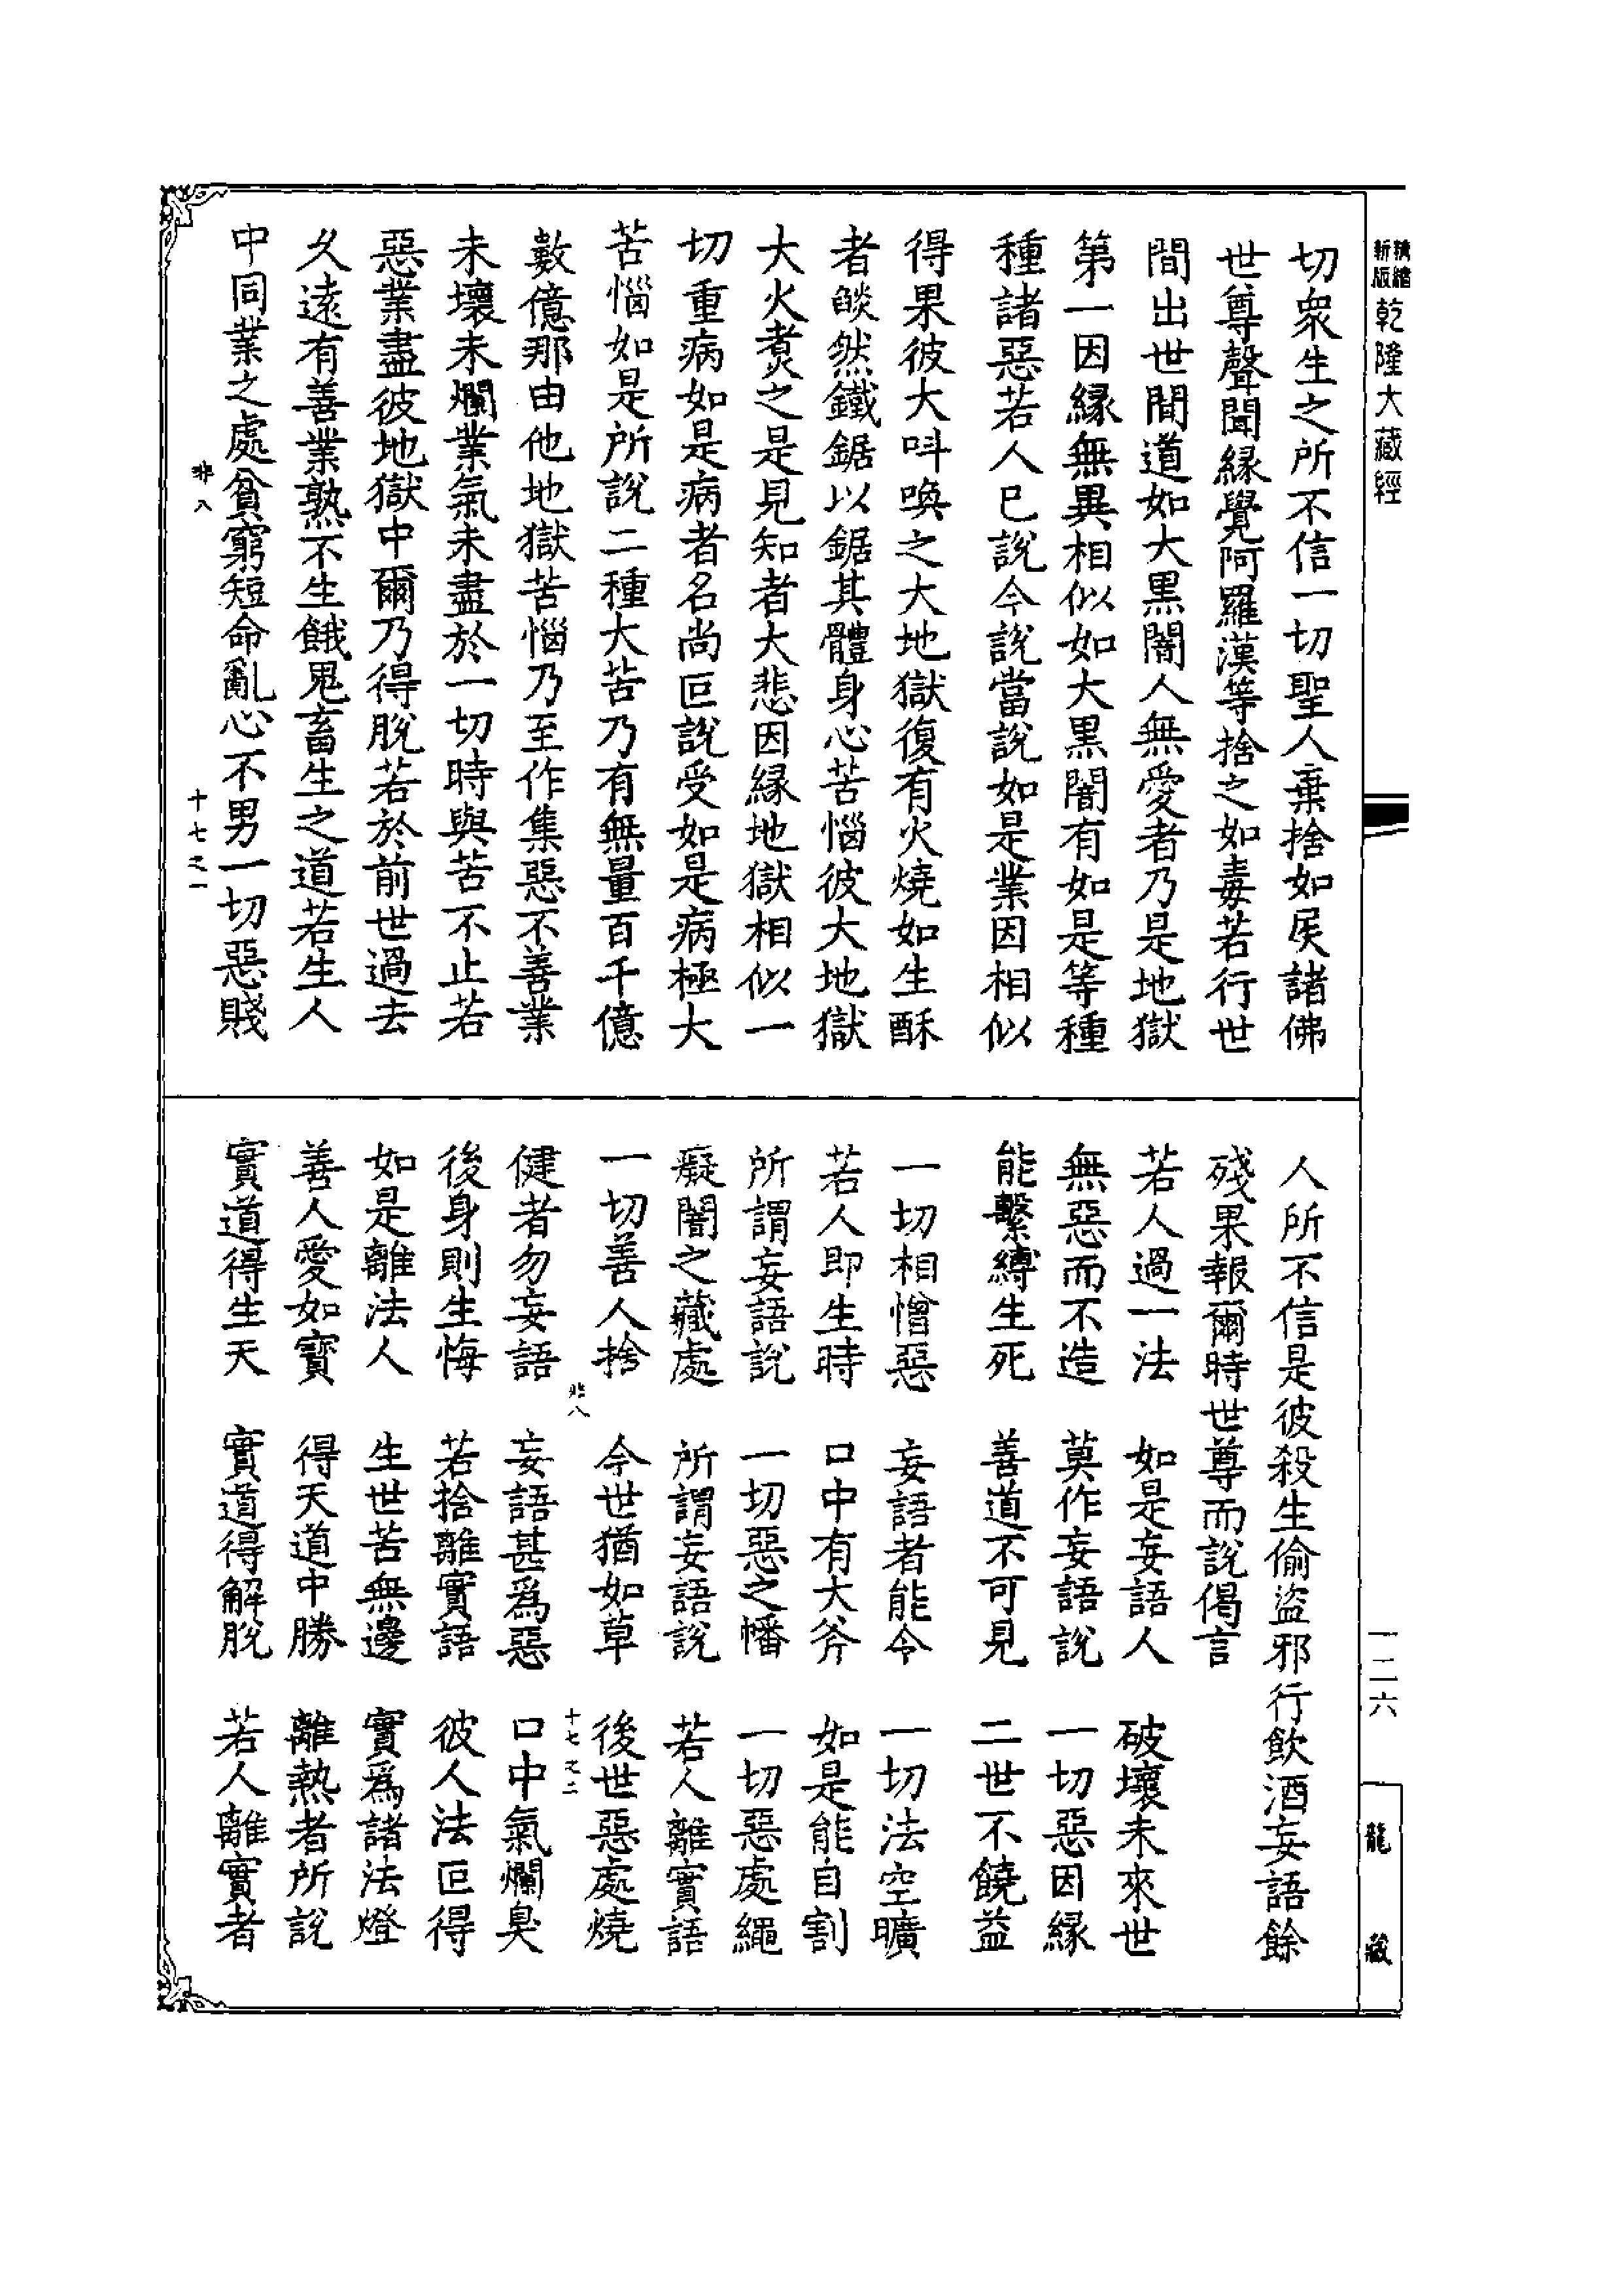 乾隆大藏經
切衆生之所不信一切聖人棄捨如屎諸佛
世尊聲聞緣覺阿羅漢等捨之如毒若行世
間出世間道如大黑闇人無愛者乃是地獄
第一因緣無異相似如大黑闇有如是等種
種諸惡若人已說今說當說如是業因相似
得果彼大呌喚之大地獄復有火燒如生酥
者𦦨然鐵鋸以鋸其體身心苦惱彼大地獄
大火煑之是見知者大悲因緣地獄相似一
切重病如是病者名尚叵說受如是病極大
苦惱如是所說二種大苦乃有無量百千億
數億那由他地獄苦惱乃至作集惡不善業
未壞未爛業氣未盡於一切時與苦不止若
惡業盡彼地獄中爾乃得脫若於前世過去
久遠有善業熟不生餓鬼畜生之道若生人
中同業之處貧窮短命亂心不男一切惡賤
非八 十七之一
人所不信是彼殺生偷盜邪行飲酒妄語餘
殘果報爾時世尊而說偈言
若人過一法 如是妄語人 破壞未來世
無惡而不造 莫作妄語說 一切惡因緣
能繫縛生死 善道不可見 二世不饒益
一切相憎惡 妄語者能令 一切法空曠
若人即生時 口中有大斧 如是能自割
所謂妄語說 一切惡之幡 一切惡處繩
癡闇之藏處 所謂妄語說 若人離實語
一切善人捨 今世猶如草 後世惡處燒
非八 十七之二
健者勿妄語 妄語甚爲惡 口中氣爛臭
後身則生悔 若捨離實語 彼人法叵得
如是離法人 生世苦無邊 實爲諸法燈
善人愛如寶 得天道中勝 離熱者所說
實道得生天 實道得解脫 若人離實者
一二六
龍藏